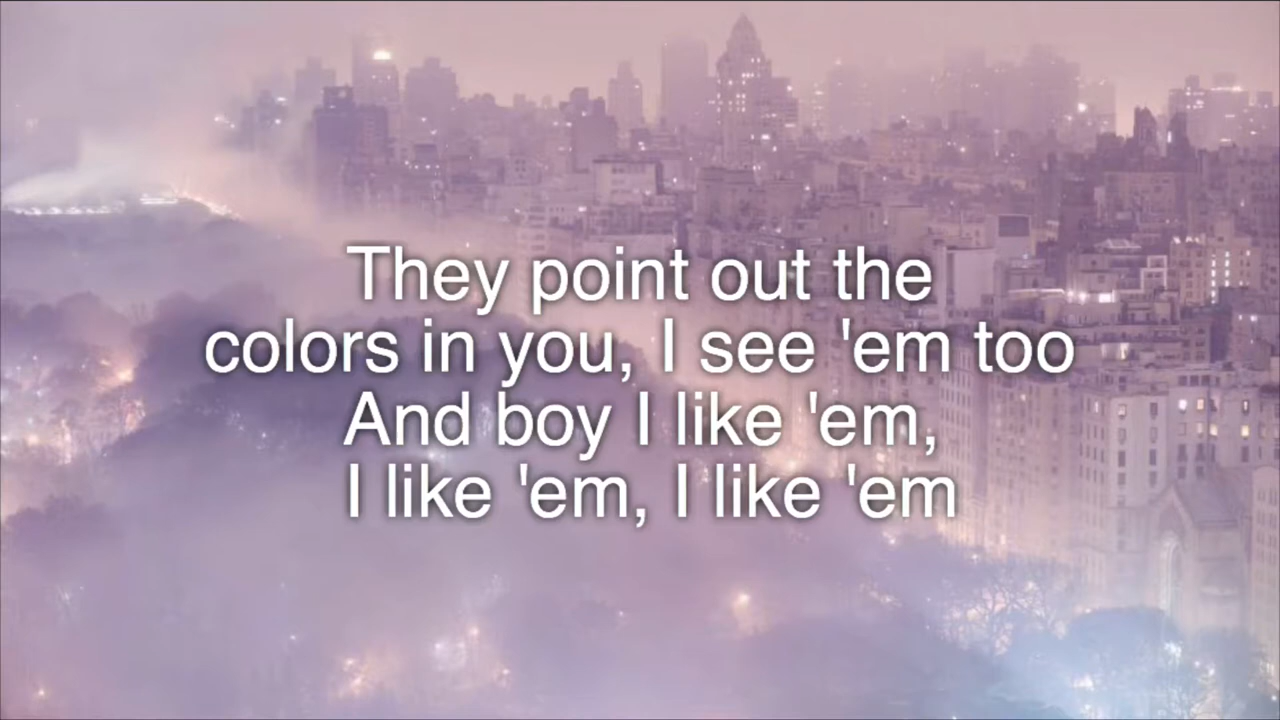 They point out the
colors in you, I see 'em too
And boy I like 'em,
I like 'em, I like 'em